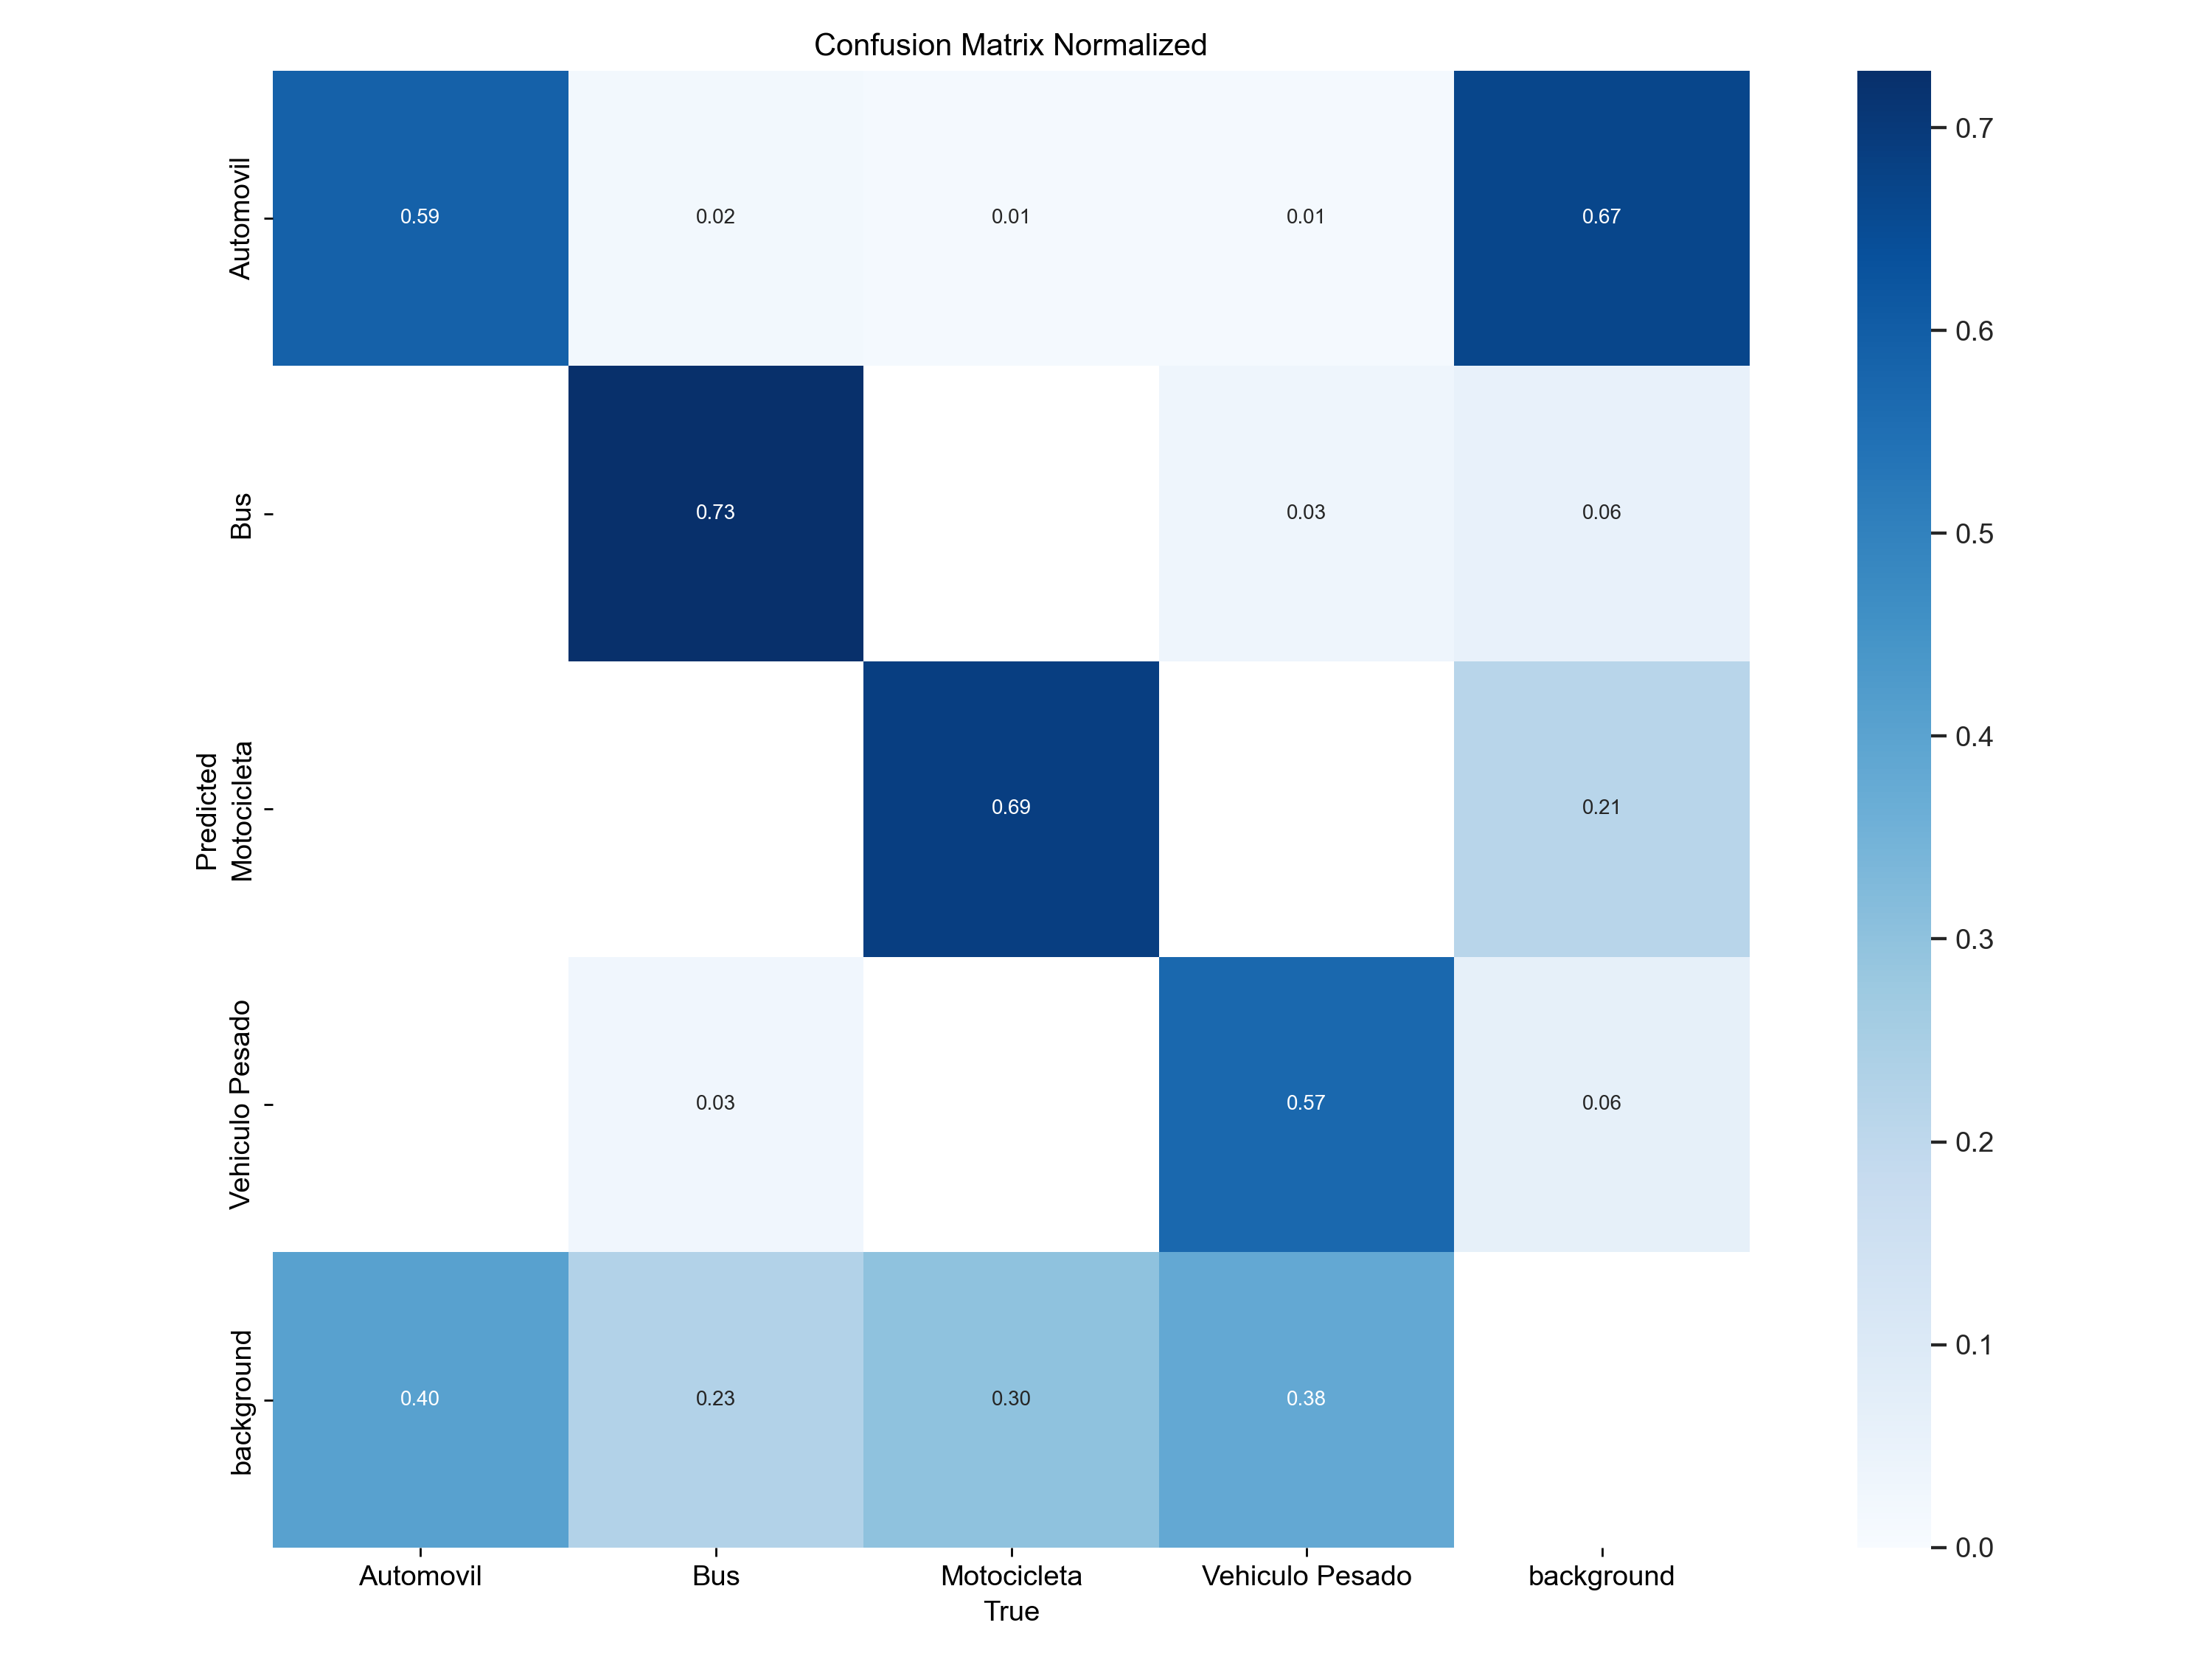 Confusion Matrix Normalized
Automovil
0.59 0.02 0.01 0.01 0.67
Bus
0.73 0.03 0.06
Predicted
Motocicleta
0.69 0.21
Vehiculo Pesado
0.03 0.57 0.06
background
0.40 0.23 0.30 0.38
Automovil Bus Motocicleta Vehiculo Pesado background
True
0.7
0.6
0.5
0.4
0.3
0.2
0.1
0.0